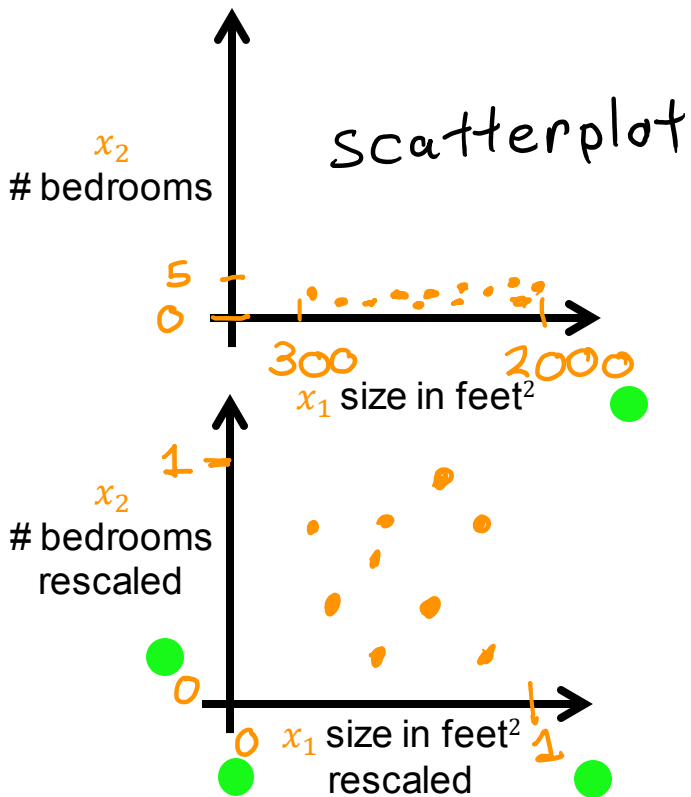 scatterplot
x₂
# bedrooms
5
0
300 2000
x₁ size in feet²
1
x₂
# bedrooms
rescaled
0
0 x₁ size in feet² 1
rescaled